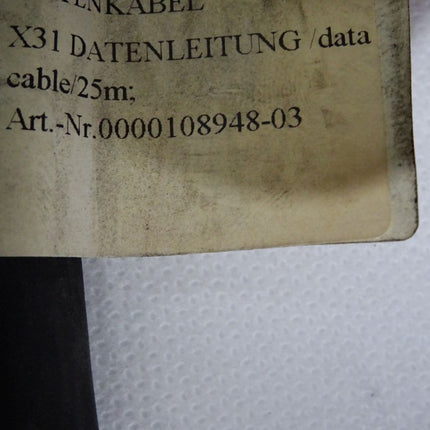 X31 DATENLEITUNG /data
cable/25m;
Art.-Nr.0000108948-03